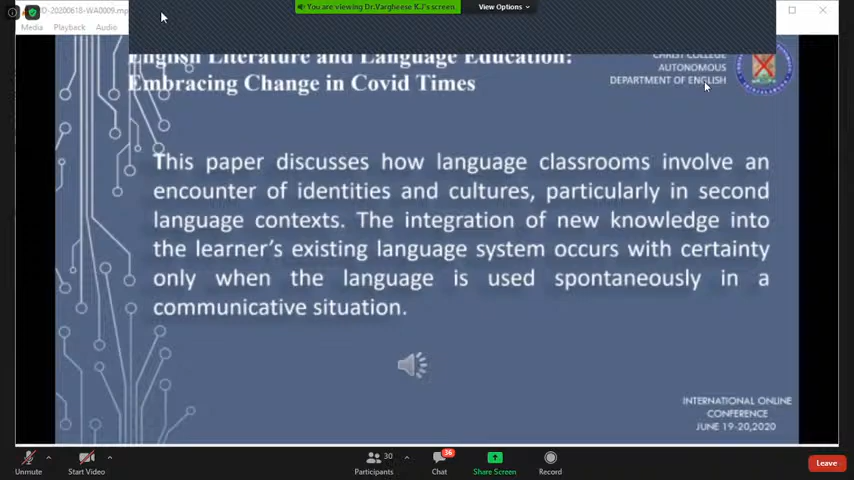 D-20200618-WA0009.mp
You are viewing Dr.Vargheese K.J's screen
View Options
Media Playback Audio
English Literature and Language Education:
Embracing Change in Covid Times
CHRIST COLLEGE
AUTONOMOUS
DEPARTMENT OF ENGLISH
This paper discusses how language classrooms involve an
encounter of identities and cultures, particularly in second
language contexts. The integration of new knowledge into
the learner's existing language system occurs with certainty
only when the language is used spontaneously in a
communicative situation.
INTERNATIONAL ONLINE
CONFERENCE
JUNE 19-20,2020
30
36
Unmute
Start Video
Participants
Chat
Share Screen
Record
Leave